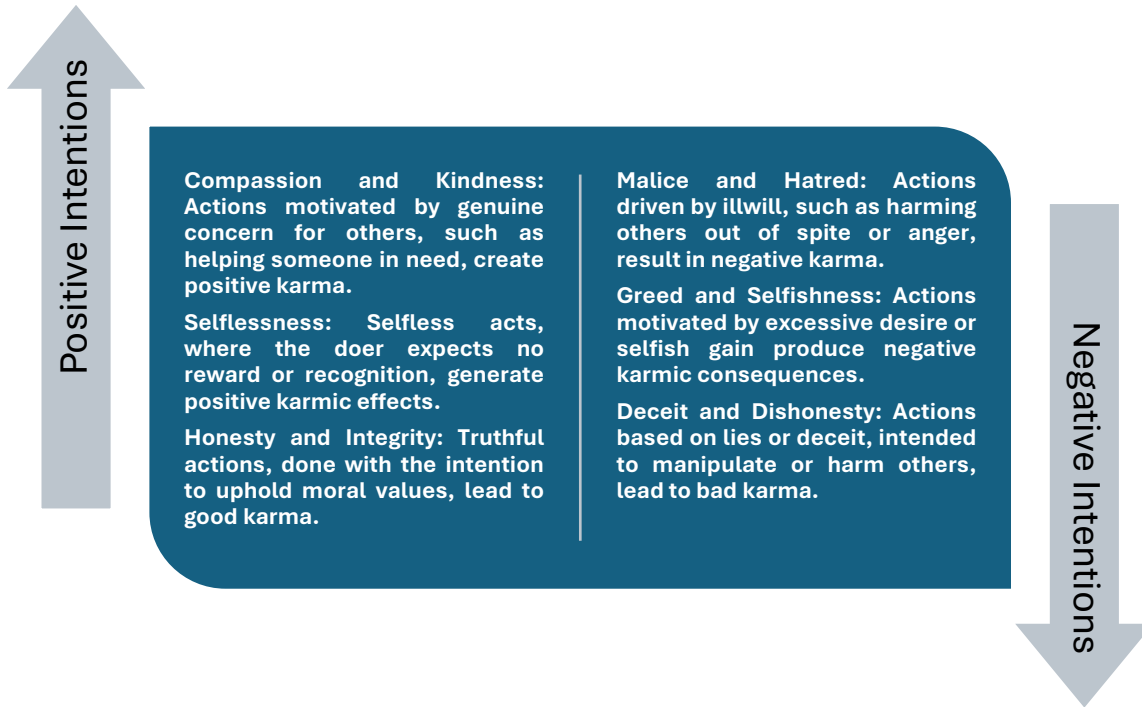 Positive Intentions
Compassion and Kindness:
Actions motivated by genuine
concern for others, such as
helping someone in need, create
positive karma.
Selflessness: Selfless acts,
where the doer expects no
reward or recognition, generate
positive karmic effects.
Honesty and Integrity: Truthful
actions, done with the intention
to uphold moral values, lead to
good karma.
Malice and Hatred: Actions
driven by illwill, such as harming
others out of spite or anger,
result in negative karma.
Greed and Selfishness: Actions
motivated by excessive desire or
selfish gain produce negative
karmic consequences.
Deceit and Dishonesty: Actions
based on lies or deceit, intended
to manipulate or harm others,
lead to bad karma.
Negative Intentions